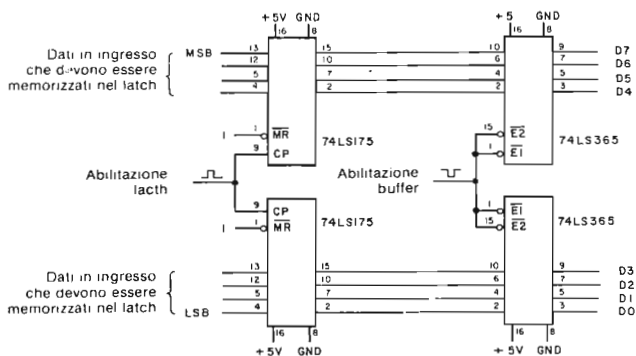 +5V GND +5 GND
16 8 16 8
Dati in ingresso
che devono essere
memorizzati nel latch
MSB 13 15 10 9 D7
12 10 6 7 D6
5 7 4 5 D5
4 2 2 3 D4
1 1 MR 74LS175 15 E2 74LS365
9 CP 1 E1
Abilitazione
lacth
Abilitazione
buffer
9 CP 74LS175 1 E1 74LS365
1 1 MR 15 E2
Dati in ingresso
che devono essere
memorizzati nel latch
13 15 10 9 D3
12 10 6 7 D2
5 7 4 5 D1
LSB 4 2 2 3 D0
16 8 16 8
+5V GND +5V GND